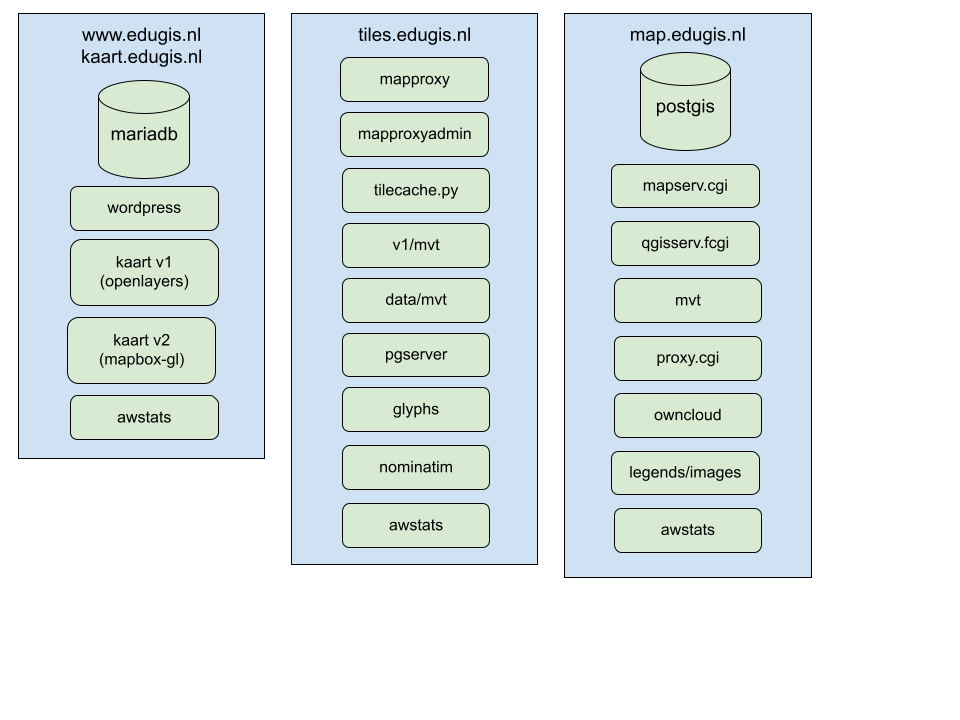 www.edugis.nl
kaart.edugis.nl
mariadb
wordpress
kaart v1
(openlayers)
kaart v2
(mapbox-gl)
awstats
tiles.edugis.nl
mapproxy
mapproxyadmin
tilecache.py
v1/mvt
data/mvt
pgserver
glyphs
nominatim
awstats
map.edugis.nl
postgis
mapserv.cgi
qgisserv.fcgi
mvt
proxy.cgi
owncloud
legends/images
awstats